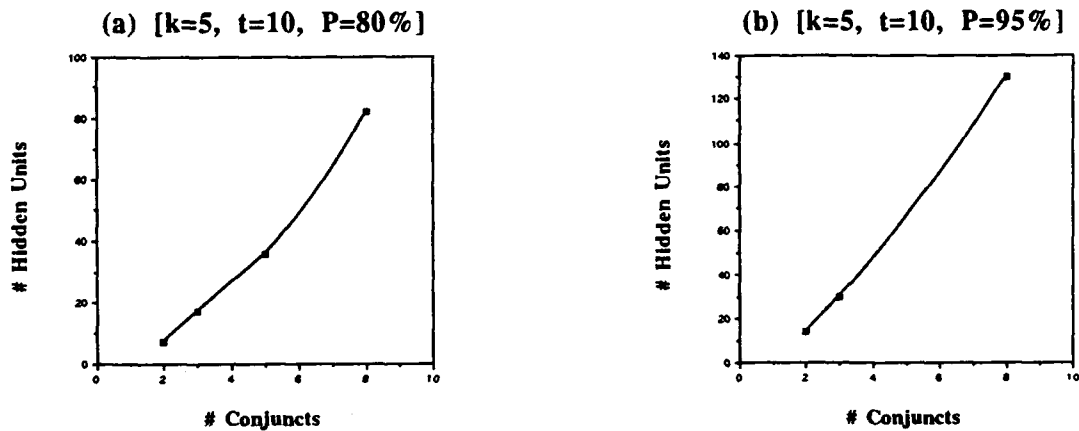 (a) [k=5, t=10, P=80%]
100
80
60
40
20
0
0 2 4 6 8 10
# Hidden Units
# Conjuncts
(b) [k=5, t=10, P=95%]
140
120
100
80
60
40
20
0
0 2 4 6 8 10
# Hidden Units
# Conjuncts